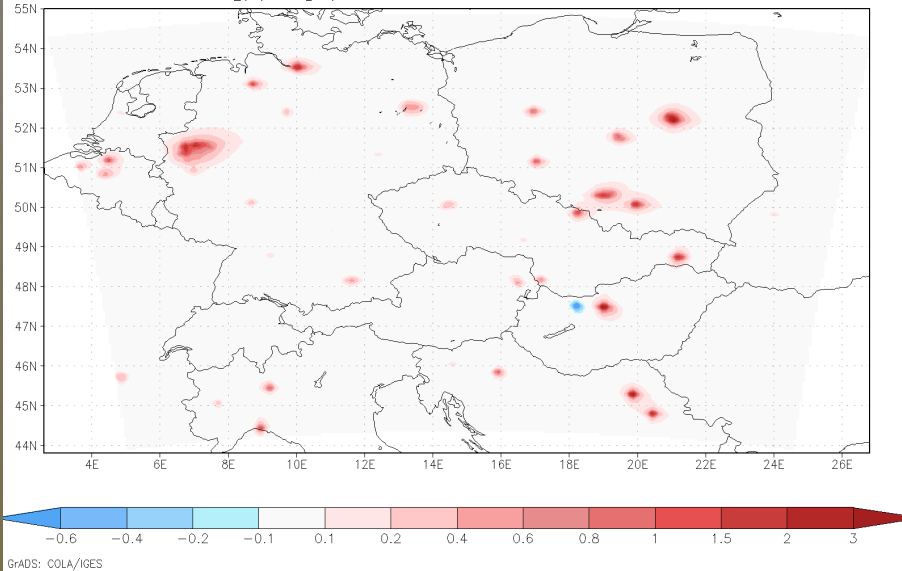 55N
54N
53N
52N
51N
50N
49N
48N
47N
46N
45N
44N
4E 6E 8E 10E 12E 14E 16E 18E 20E 22E 24E 26E
−0.6 −0.4 −0.2 −0.1 0.1 0.2 0.4 0.6 0.8 1 1.5 2 3
GrADS: COLA/IGES